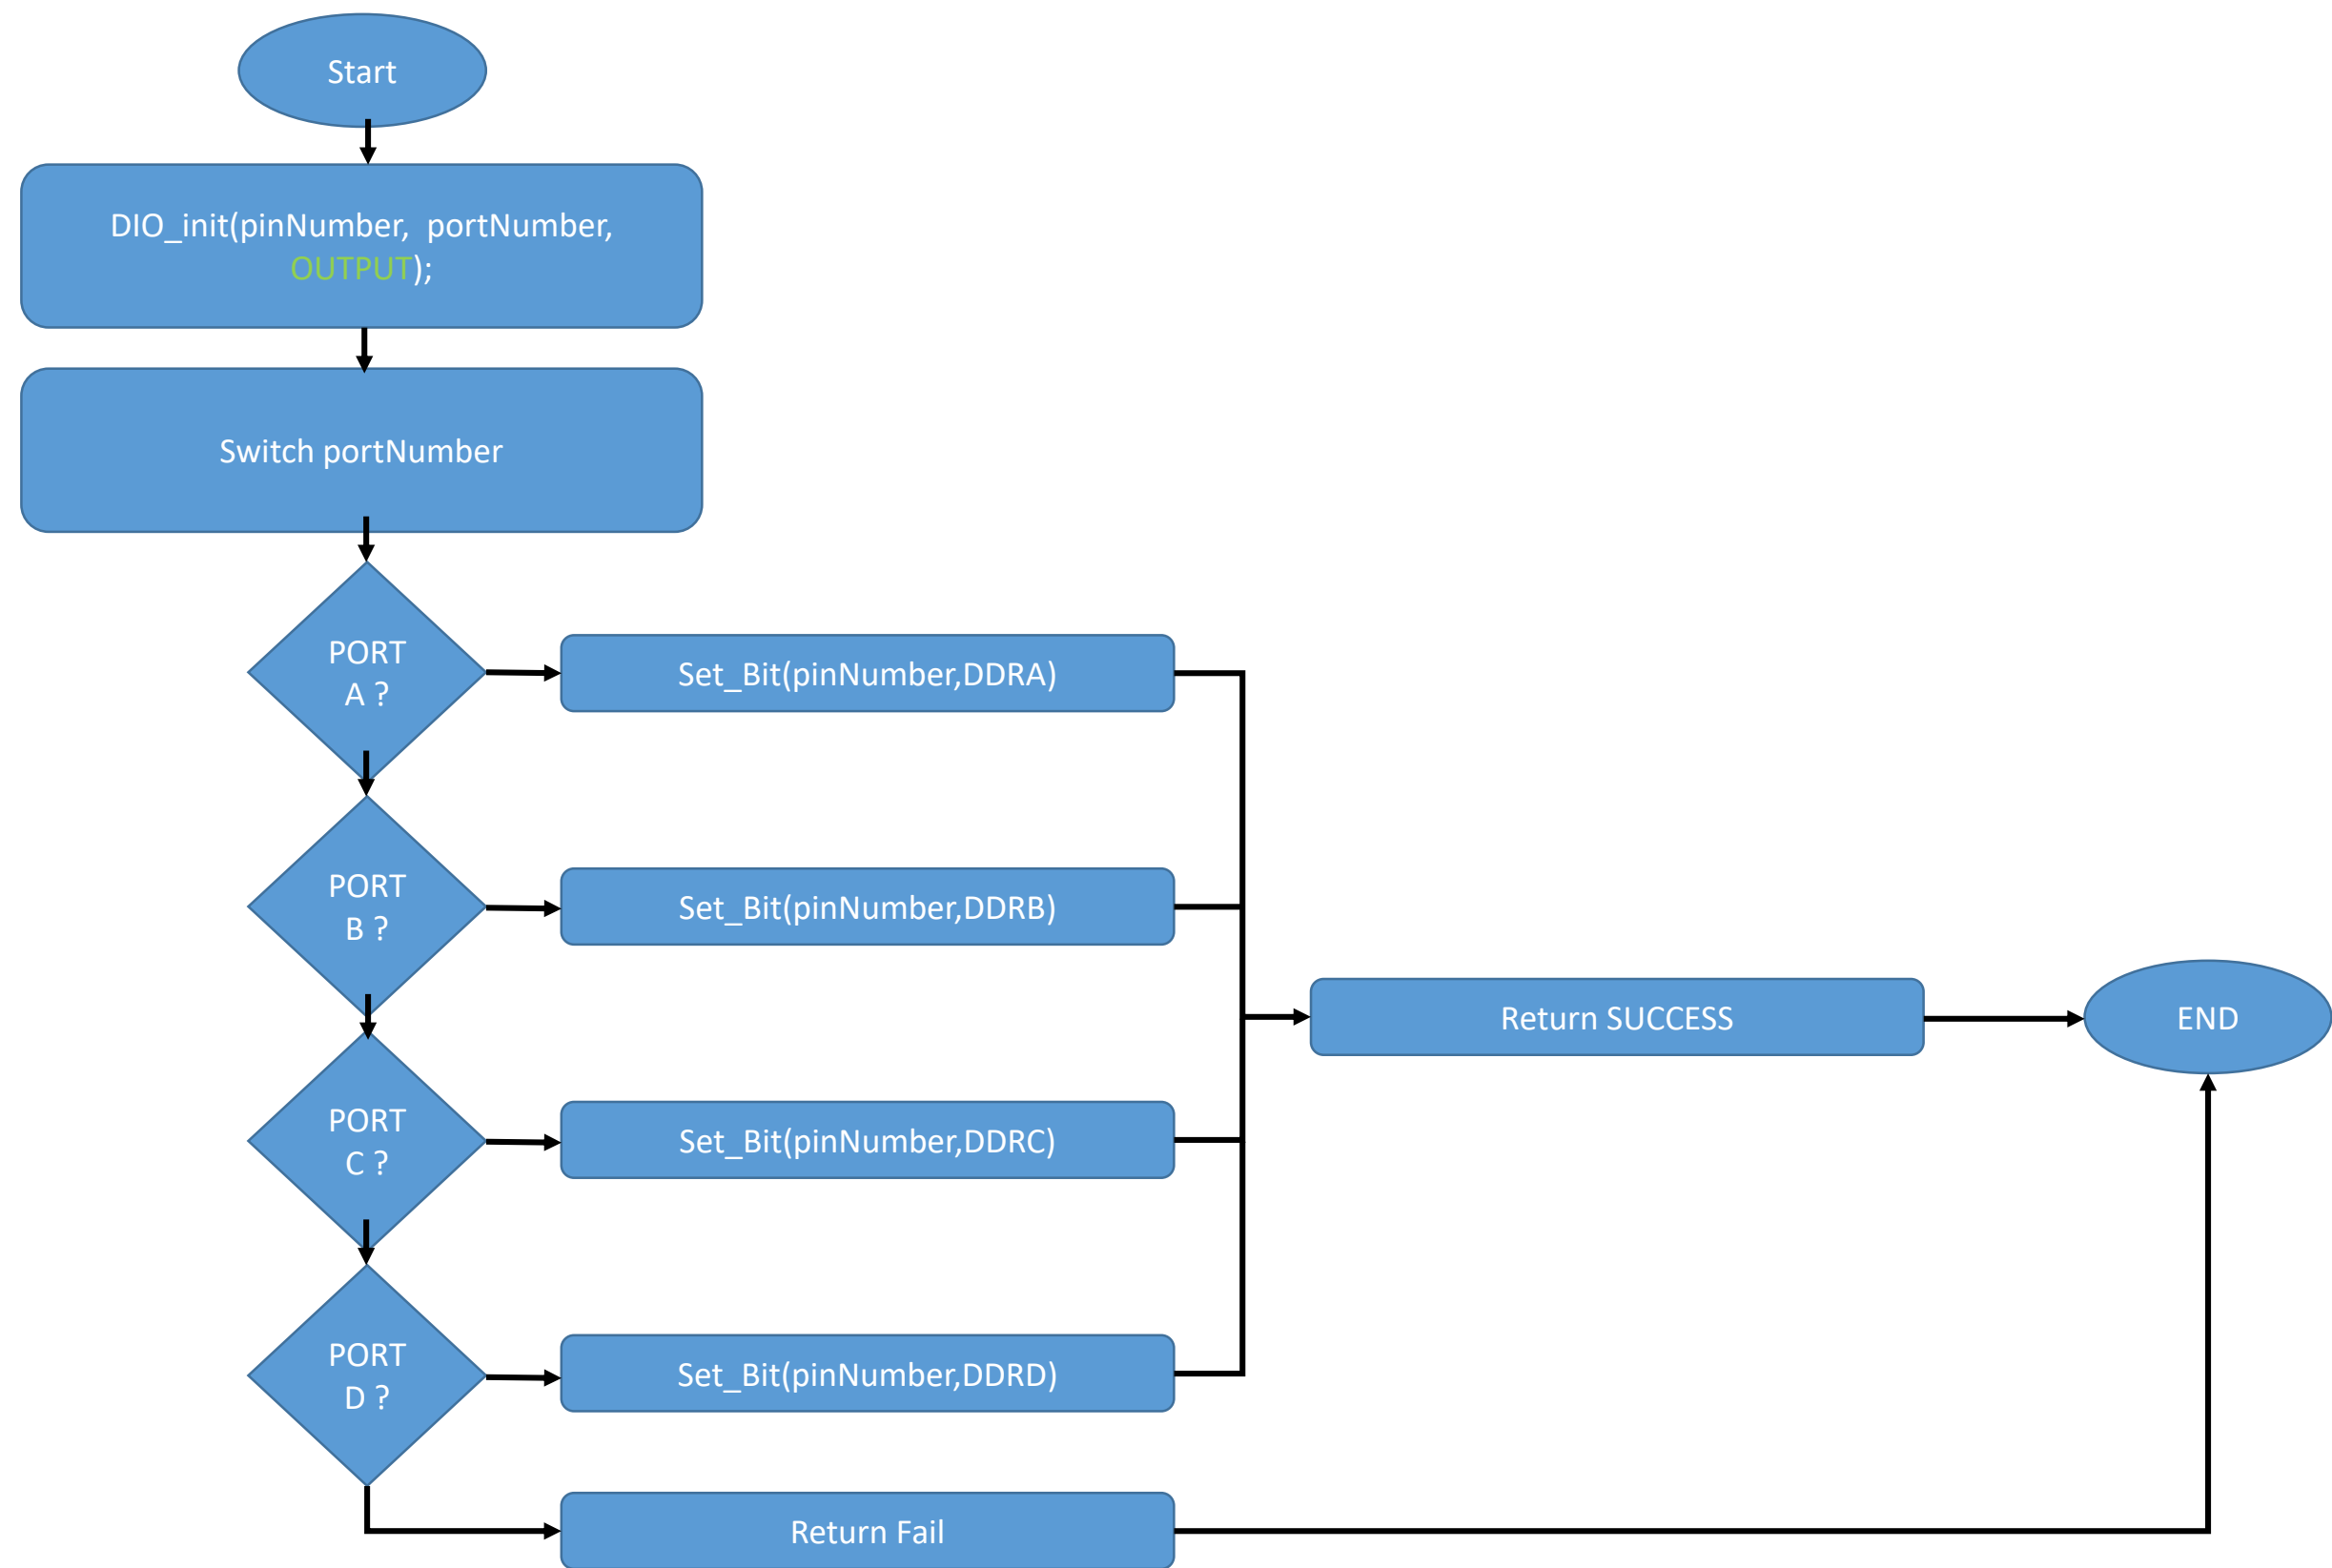 Start
DIO_init(pinNumber,  portNumber,
OUTPUT);
Switch portNumber
PORT
A ?
Set_Bit(pinNumber,DDRA)
PORT
B ?
Set_Bit(pinNumber,DDRB)
Return SUCCESS
END
PORT
C ?
Set_Bit(pinNumber,DDRC)
PORT
D ?
Set_Bit(pinNumber,DDRD)
Return Fail